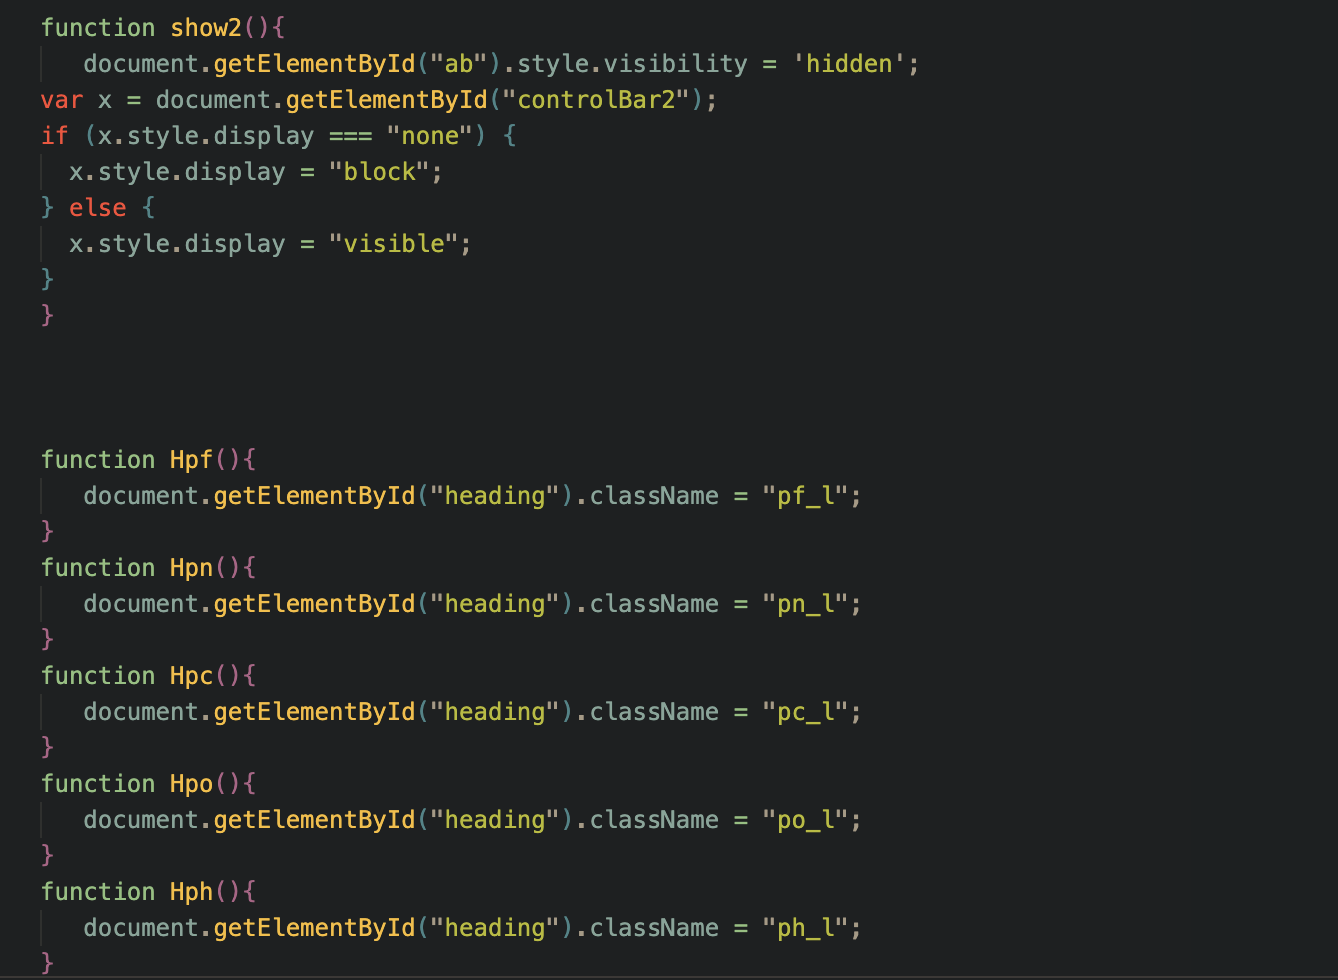 function show2(){
   document.getElementById("ab").style.visibility = 'hidden';
var x = document.getElementById("controlBar2");
if (x.style.display === "none") {
  x.style.display = "block";
} else {
  x.style.display = "visible";
}
}
function Hpf(){
   document.getElementById("heading").className = "pf_l";
}
function Hpn(){
   document.getElementById("heading").className = "pn_l";
}
function Hpc(){
   document.getElementById("heading").className = "pc_l";
}
function Hpo(){
   document.getElementById("heading").className = "po_l";
}
function Hph(){
   document.getElementById("heading").className = "ph_l";
}